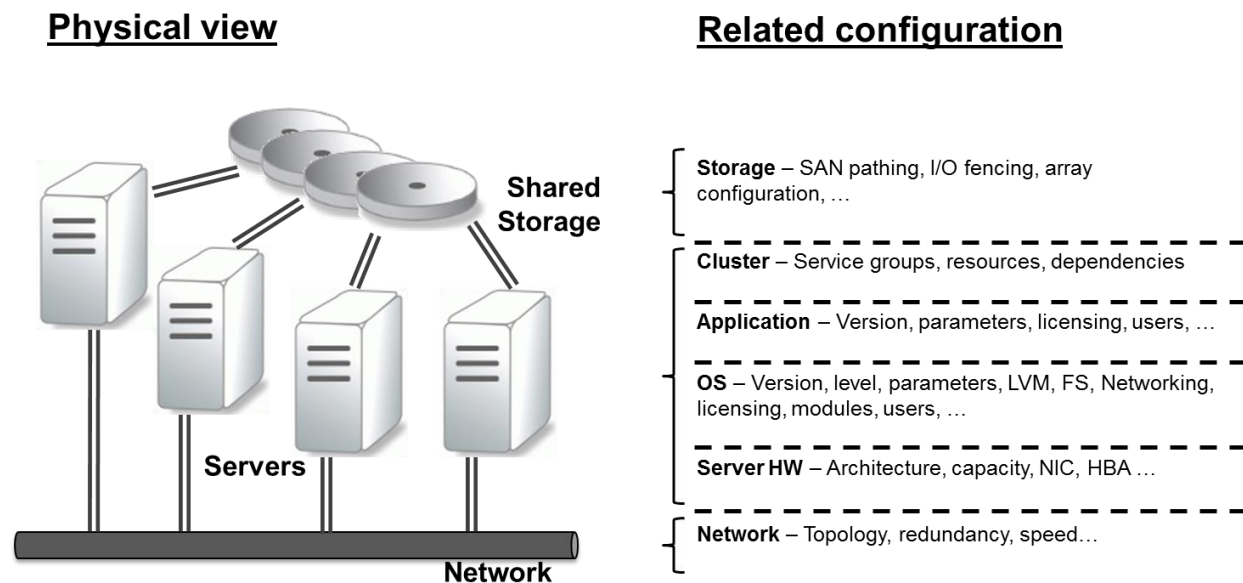 Physical view
Related configuration
Shared
Storage
Servers
Network
Storage – SAN pathing, I/O fencing, array
configuration, …
Cluster – Service groups, resources, dependencies
Application – Version, parameters, licensing, users, …
OS – Version, level, parameters, LVM, FS, Networking,
licensing, modules, users, …
Server HW – Architecture, capacity, NIC, HBA …
Network – Topology, redundancy, speed…